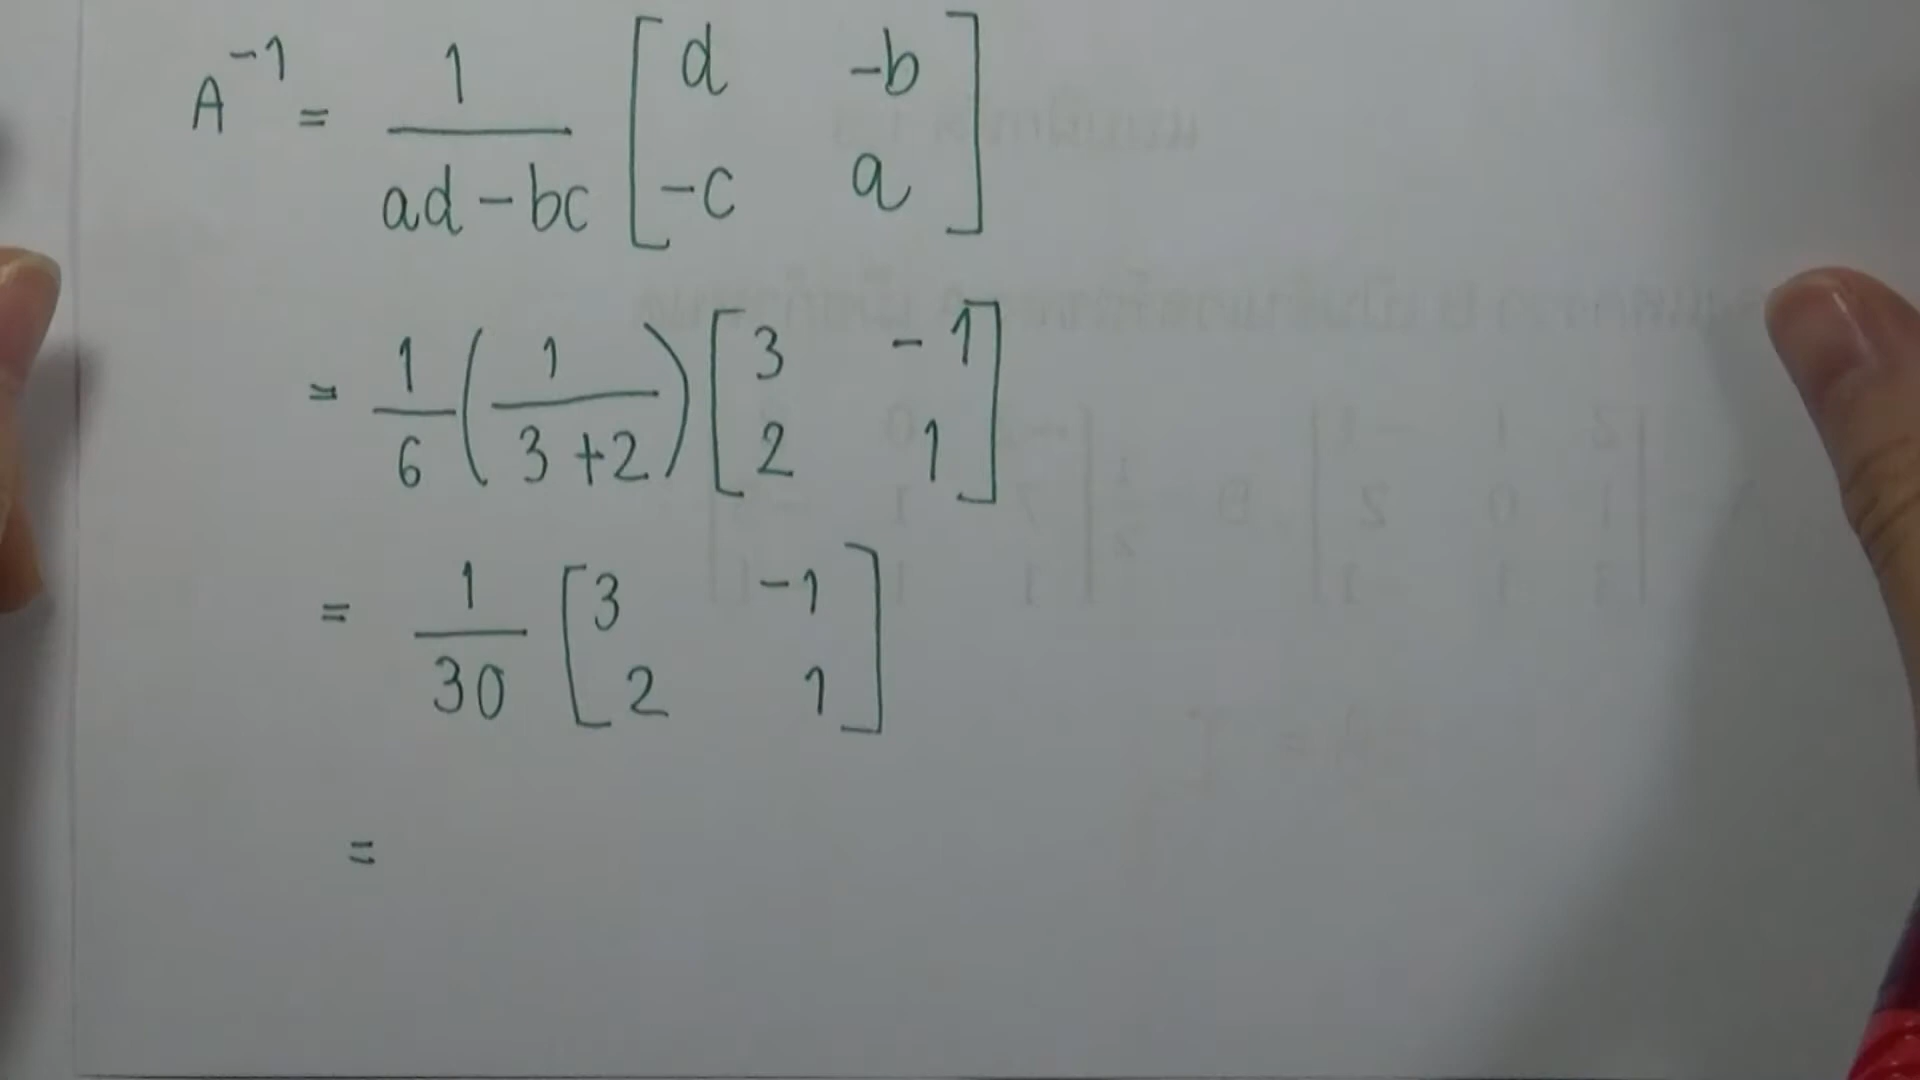 A⁻¹ = 1/(ad - bc) [d -b; -c a]
= 1/6 (1/(3 + 2)) [3 -1; 2 1]
= 1/30 [3 -1; 2 1]
=